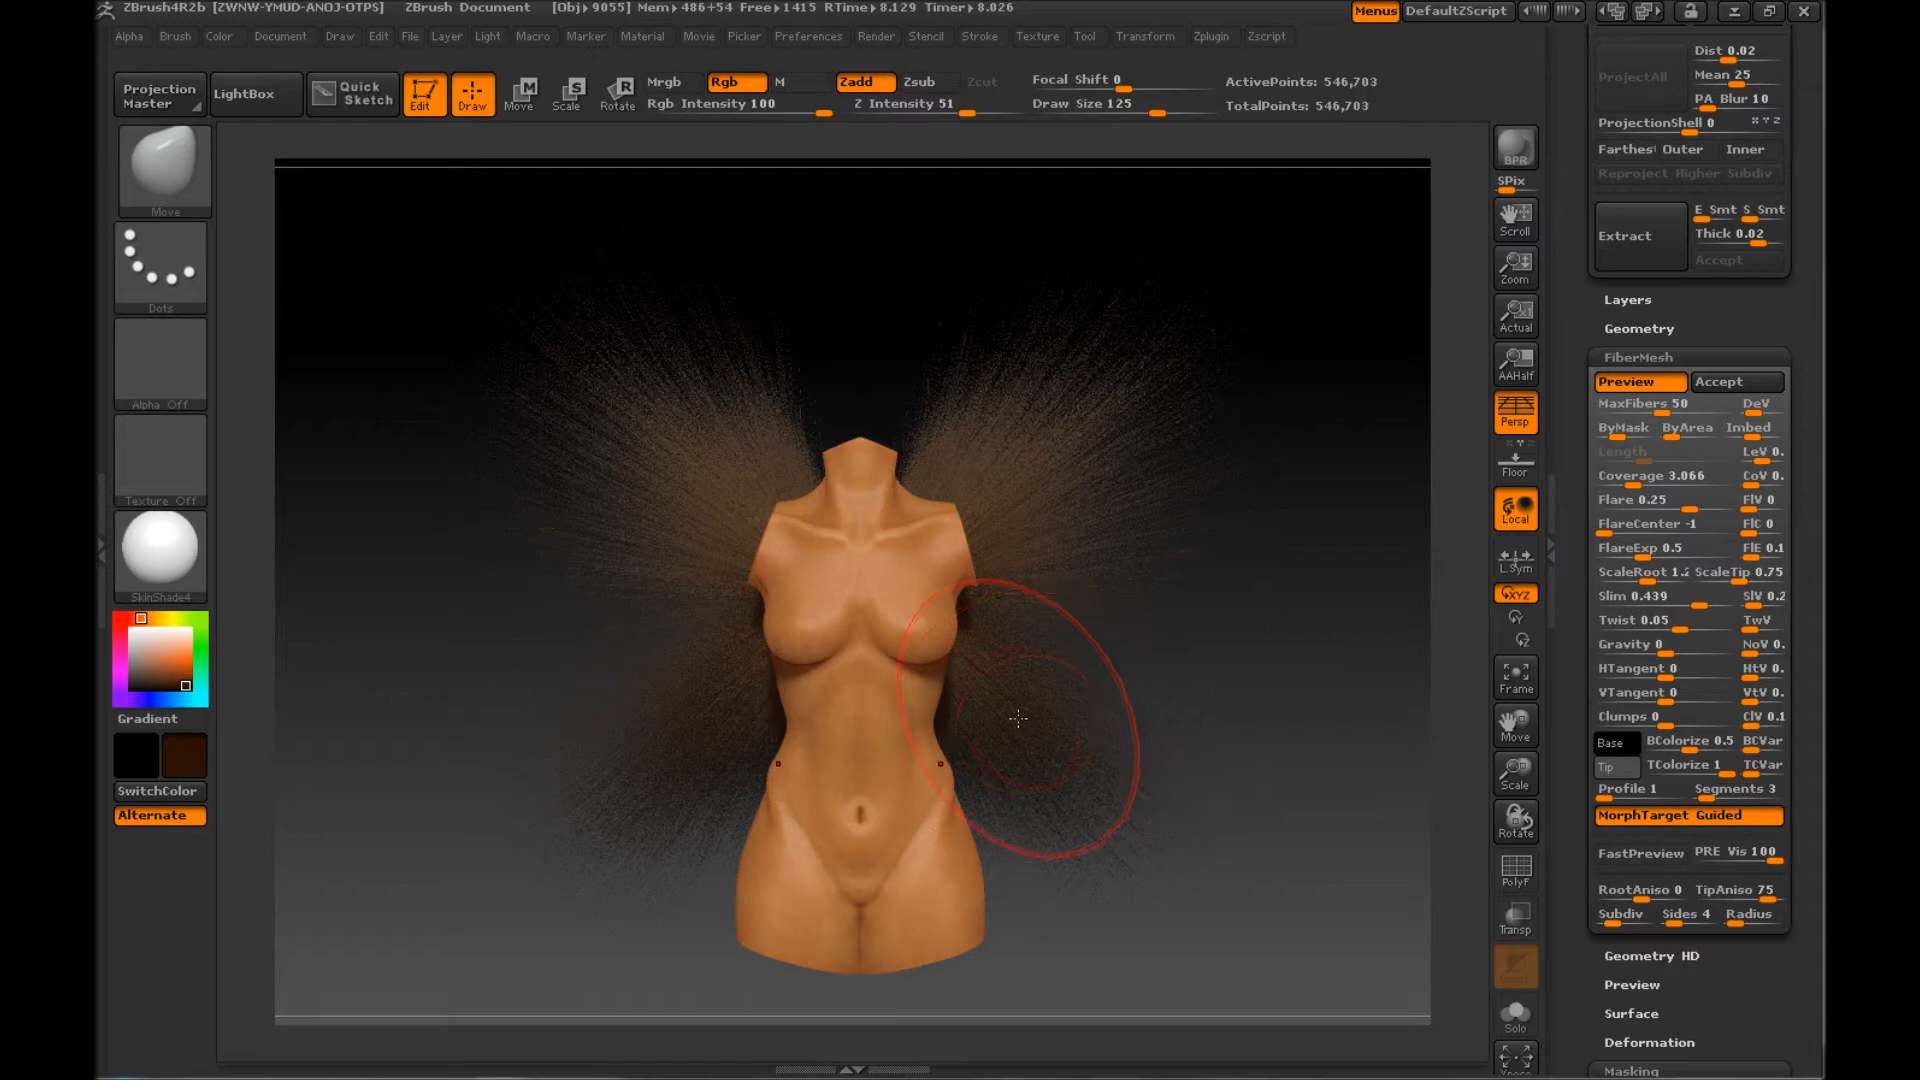 ZBrush4R2b [ZWNW-YMUD-ANOJ-OTPS] ZBrush Document [Obj▸9055] Mem▸486+54 Free▸1415 RTime▸8.129 Timer▸8.026 Menus DefaultZScript
Alpha Brush Color Document Draw Edit File Layer Light Macro Marker Material Movie Picker Preferences Render Stencil Stroke Texture Tool Transform Zplugin Zscript
Projection Master
LightBox
Quick Sketch
Edit
Draw
Move
Scale
Rotate
Mrgb Rgb M Zadd Zsub Zcut
Rgb Intensity 100 Z Intensity 51
Focal Shift 0
Draw Size 125
ActivePoints: 546,703
TotalPoints: 546,703
Move
Dots
Alpha Off
Texture Off
SkinShade4
Gradient
SwitchColor
Alternate
BPR
SPix
Scroll
Zoom
Actual
AAHalf
Persp
Floor
Local
L.Sym
XYZ
Y
Z
Frame
Move
Scale
Rotate
PolyF
Transp
Solo
ProjectAll
Dist 0.02
Mean 25
PA Blur 10
ProjectionShell 0 X Y Z
Farthest Outer Inner
Reproject Higher Subdiv
Extract
E Smt S Smt
Thick 0.02
Accept
Layers
Geometry
FiberMesh
Preview Accept
MaxFibers 50 DeV
ByMask ByArea Imbed
Length LeV 0.
Coverage 3.066 CoV 0.
Flare 0.25 FlV 0
FlareCenter -1 FlC 0
FlareExp 0.5 FlE 0.1
ScaleRoot 1.2 ScaleTip 0.75
Slim 0.439 SlV 0.2
Twist 0.05 TwV
Gravity 0 NoV 0.
HTangent 0 HtV 0.
VTangent 0 VtV 0.
Clumps 0 ClV 0.1
Base BColorize 0.5 BCVar
Tip TColorize 1 TCVar
Profile 1 Segments 3
MorphTarget Guided
FastPreview PRE Vis 100
RootAniso 0 TipAniso 75
Subdiv Sides 4 Radius
Geometry HD
Preview
Surface
Deformation
Masking